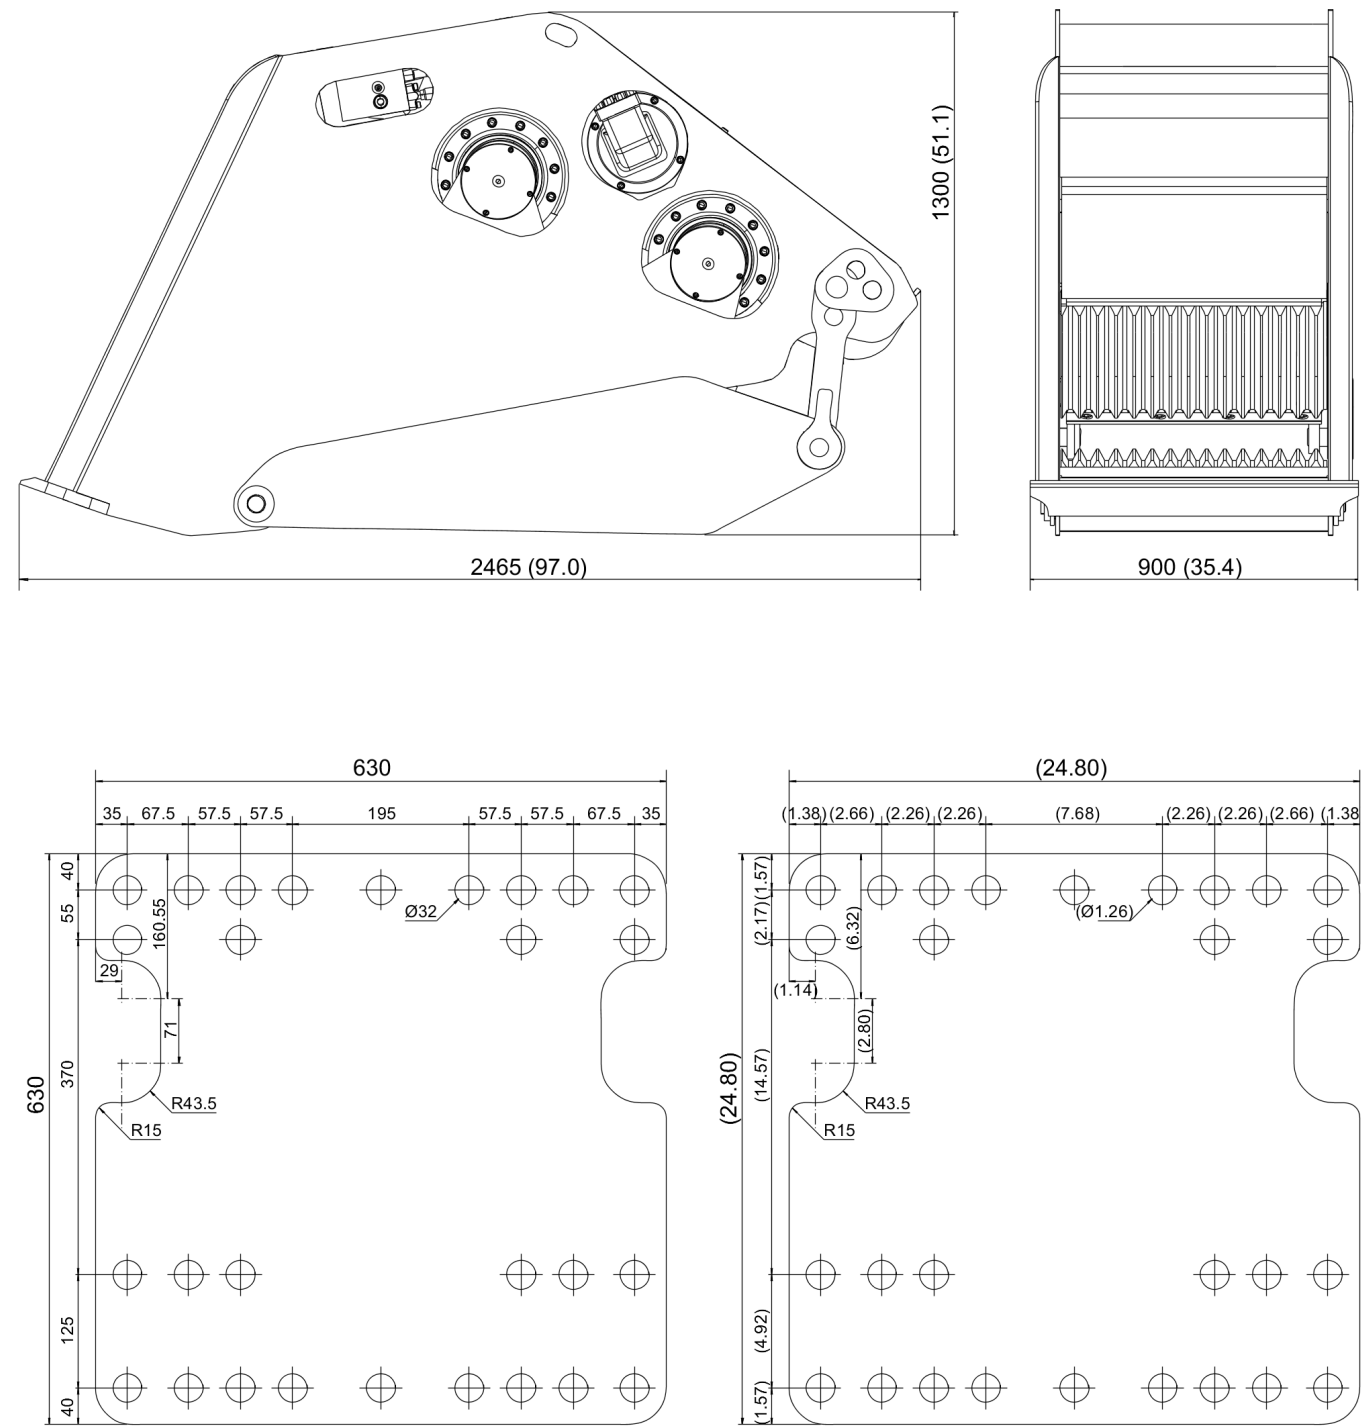 1300 (51.1)
2465 (97.0)
900 (35.4)
630
35 67.5 57.5 57.5 195 57.5 57.5 67.5 35
40
55
160.55
Ø32
29
71
370
630
R43.5
R15
125
40
(24.80)
(1.38) (2.66) (2.26) (2.26) (7.68) (2.26) (2.26) (2.66) (1.38
(1.57)
(2.17)
(6.32)
(Ø1.26)
(1.14)
(2.80)
(14.57)
(24.80)
R43.5
R15
(4.92)
(1.57)